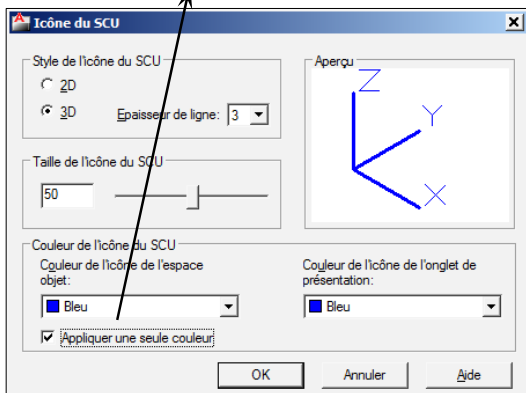 Icône du SCU
Style de l'icône du SCU
2D
3D
Epaisseur de ligne: 3
Aperçu
Z
Y
X
Taille de l'icône du SCU
50
Couleur de l'icône du SCU
Couleur de l'icône de l'espace
objet:
Bleu
Appliquer une seule couleur
Couleur de l'icône de l'onglet de
présentation:
Bleu
OK
Annuler
Aide